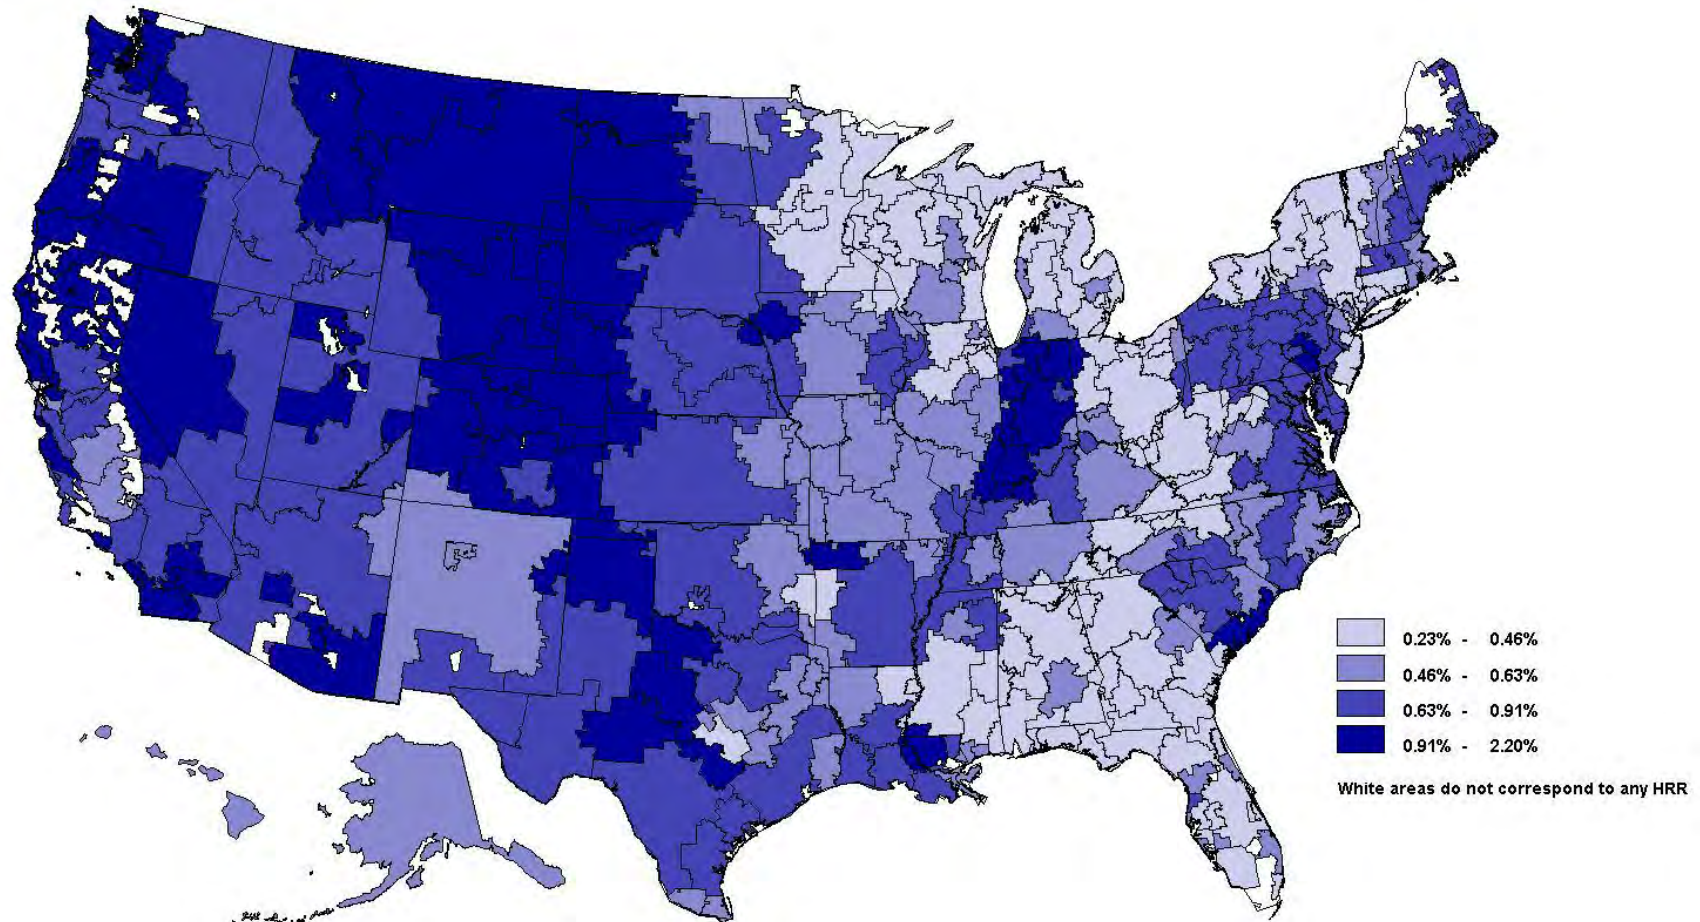 0.23% - 0.46%
0.46% - 0.63%
0.63% - 0.91%
0.91% - 2.20%
White areas do not correspond to any HRR